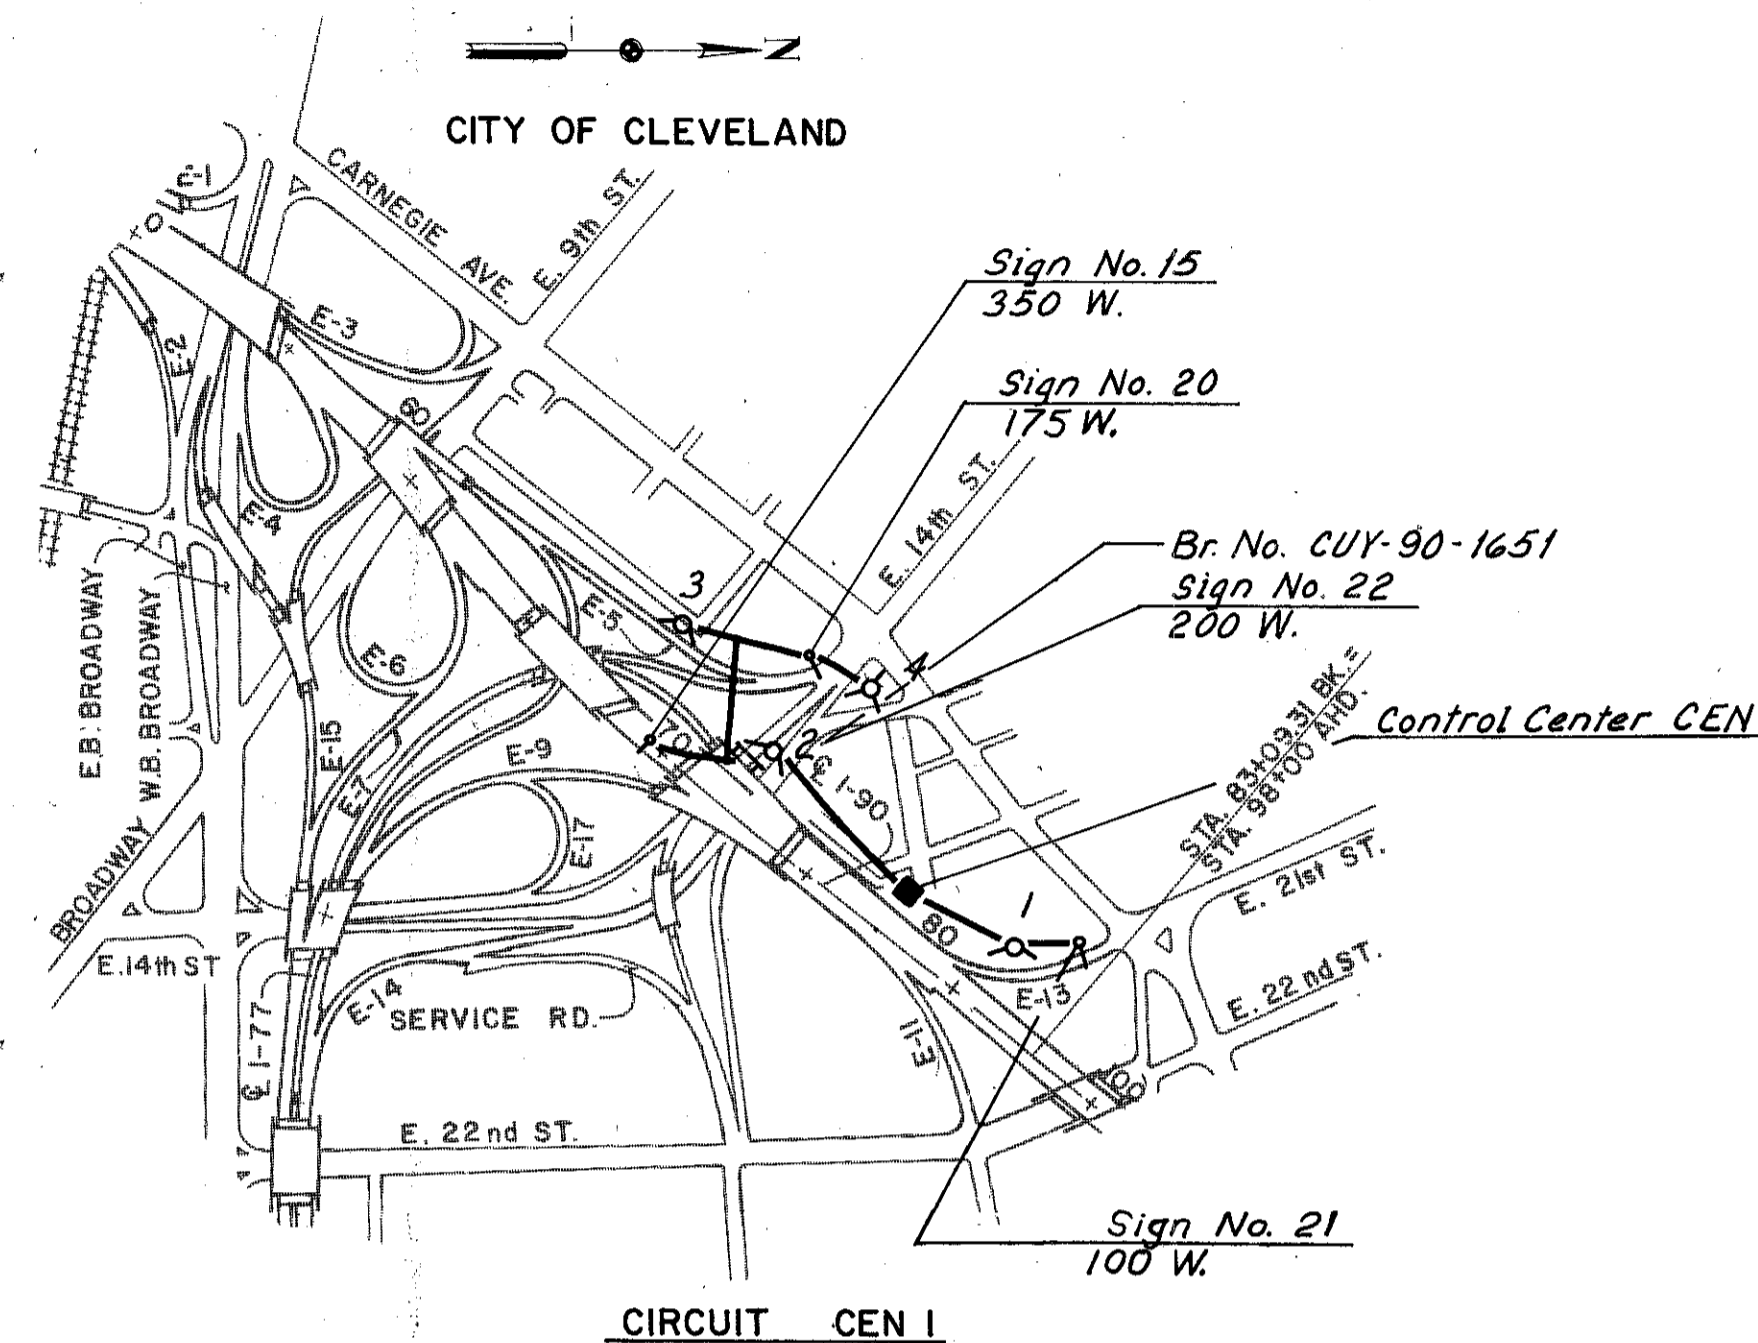 N
CITY OF CLEVELAND
E-1
CARNEGIE AVE.
E. 9th ST.
Sign No. 15
350 W.
E-3
E-2
Sign No. 20
175 W.
60
E. 14th ST.
E-4
Br. No. CUY-90-1651
3
Sign No. 22
200 W.
E-5
E.B. BROADWAY
W.B. BROADWAY
E-6
4
STA. 83+09.31 BK.=
STA. 98+00 AHD.
Control Center CEN
70
2
E-15
E-9
E-7
℄ I-90
E-17
BROADWAY
E. 21st ST.
1
80
E.14th ST
E. 22nd ST.
E-14
SERVICE RD.
E-13
℄ I-77
E-11
E. 22nd ST.
Sign No. 21
100 W.
CIRCUIT CEN 1